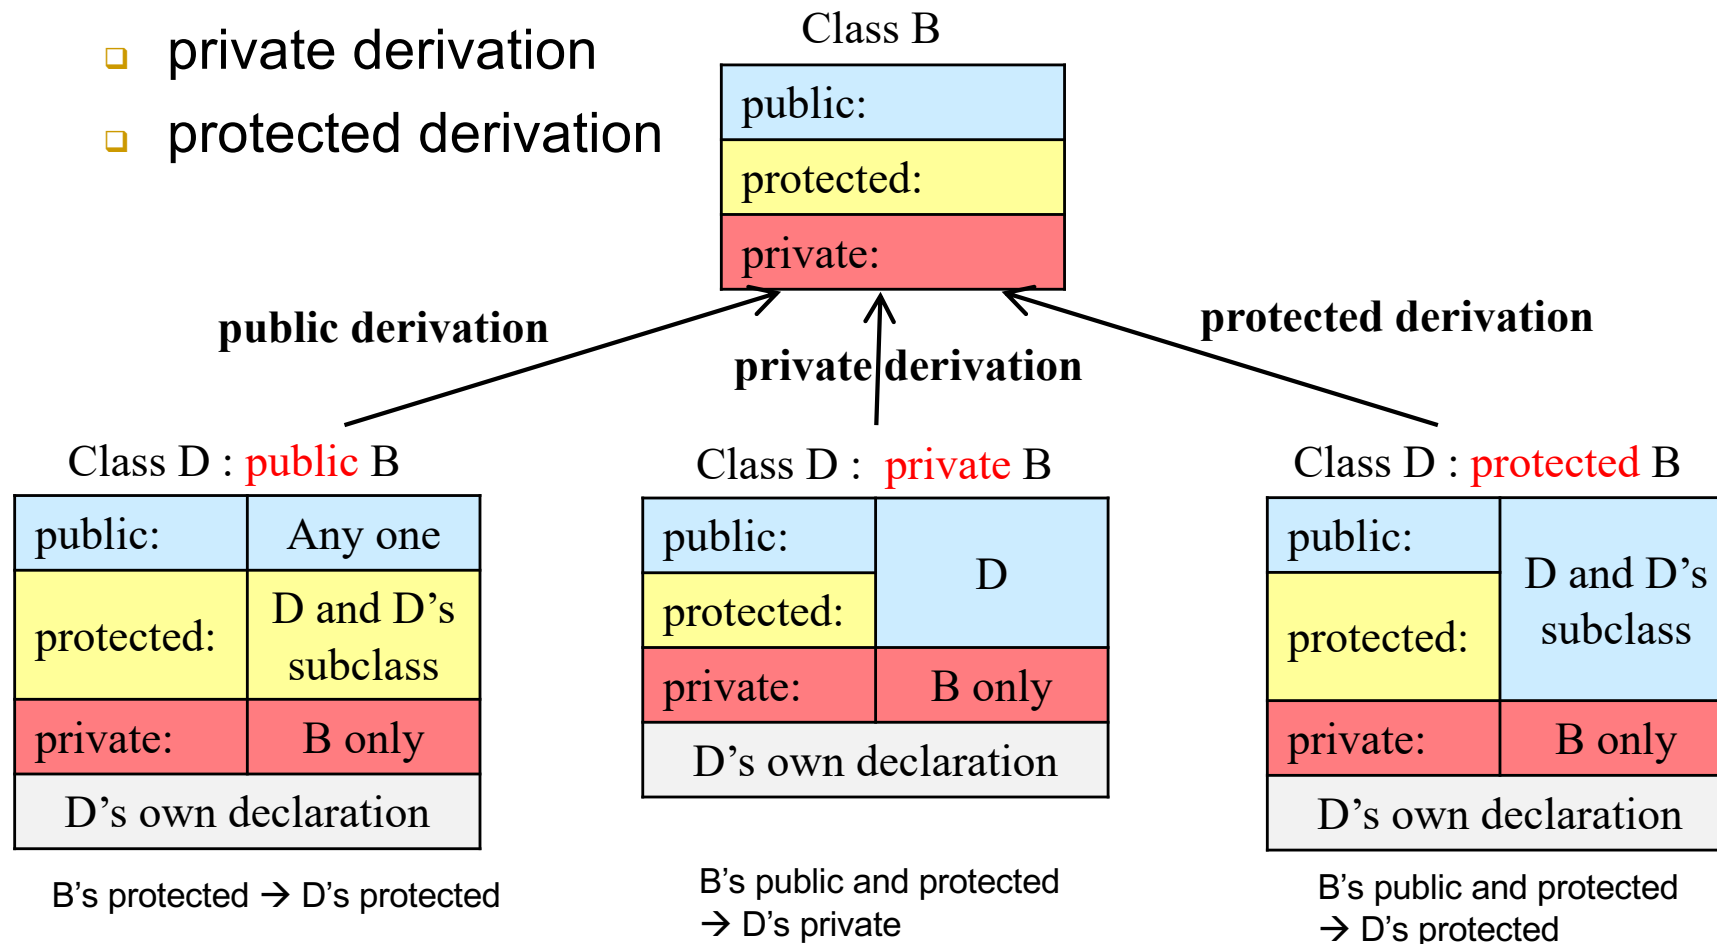 private derivation
protected derivation
Class B
public:
protected:
private:
public derivation
private derivation
protected derivation
Class D : public B
public:
Any one
protected:
D and D’s
subclass
private:
B only
D’s own declaration
B’s protected → D’s protected
Class D : private B
public:
protected:
D
private:
B only
D’s own declaration
B’s public and protected
→ D’s private
Class D : protected B
public:
protected:
D and D’s
subclass
private:
B only
D’s own declaration
B’s public and protected
→ D’s protected